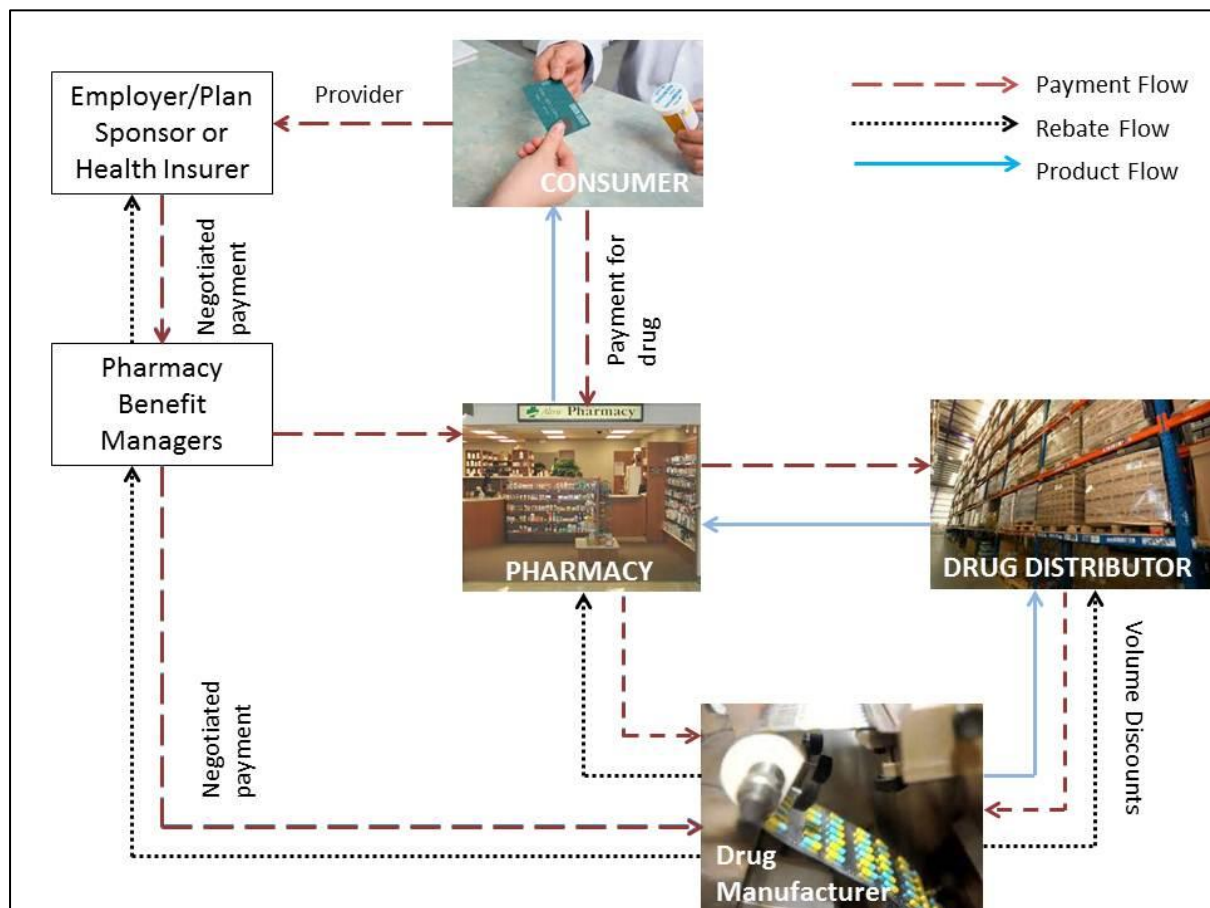 Employer/Plan
Sponsor or
Health Insurer
Provider
CONSUMER
Payment Flow
Rebate Flow
Product Flow
Negotiated
payment
Payment for
drug
Pharmacy
Benefit
Managers
Pharmacy
PHARMACY
DRUG DISTRIBUTOR
Negotiated
payment
Volume Discounts
Drug
Manufacturer